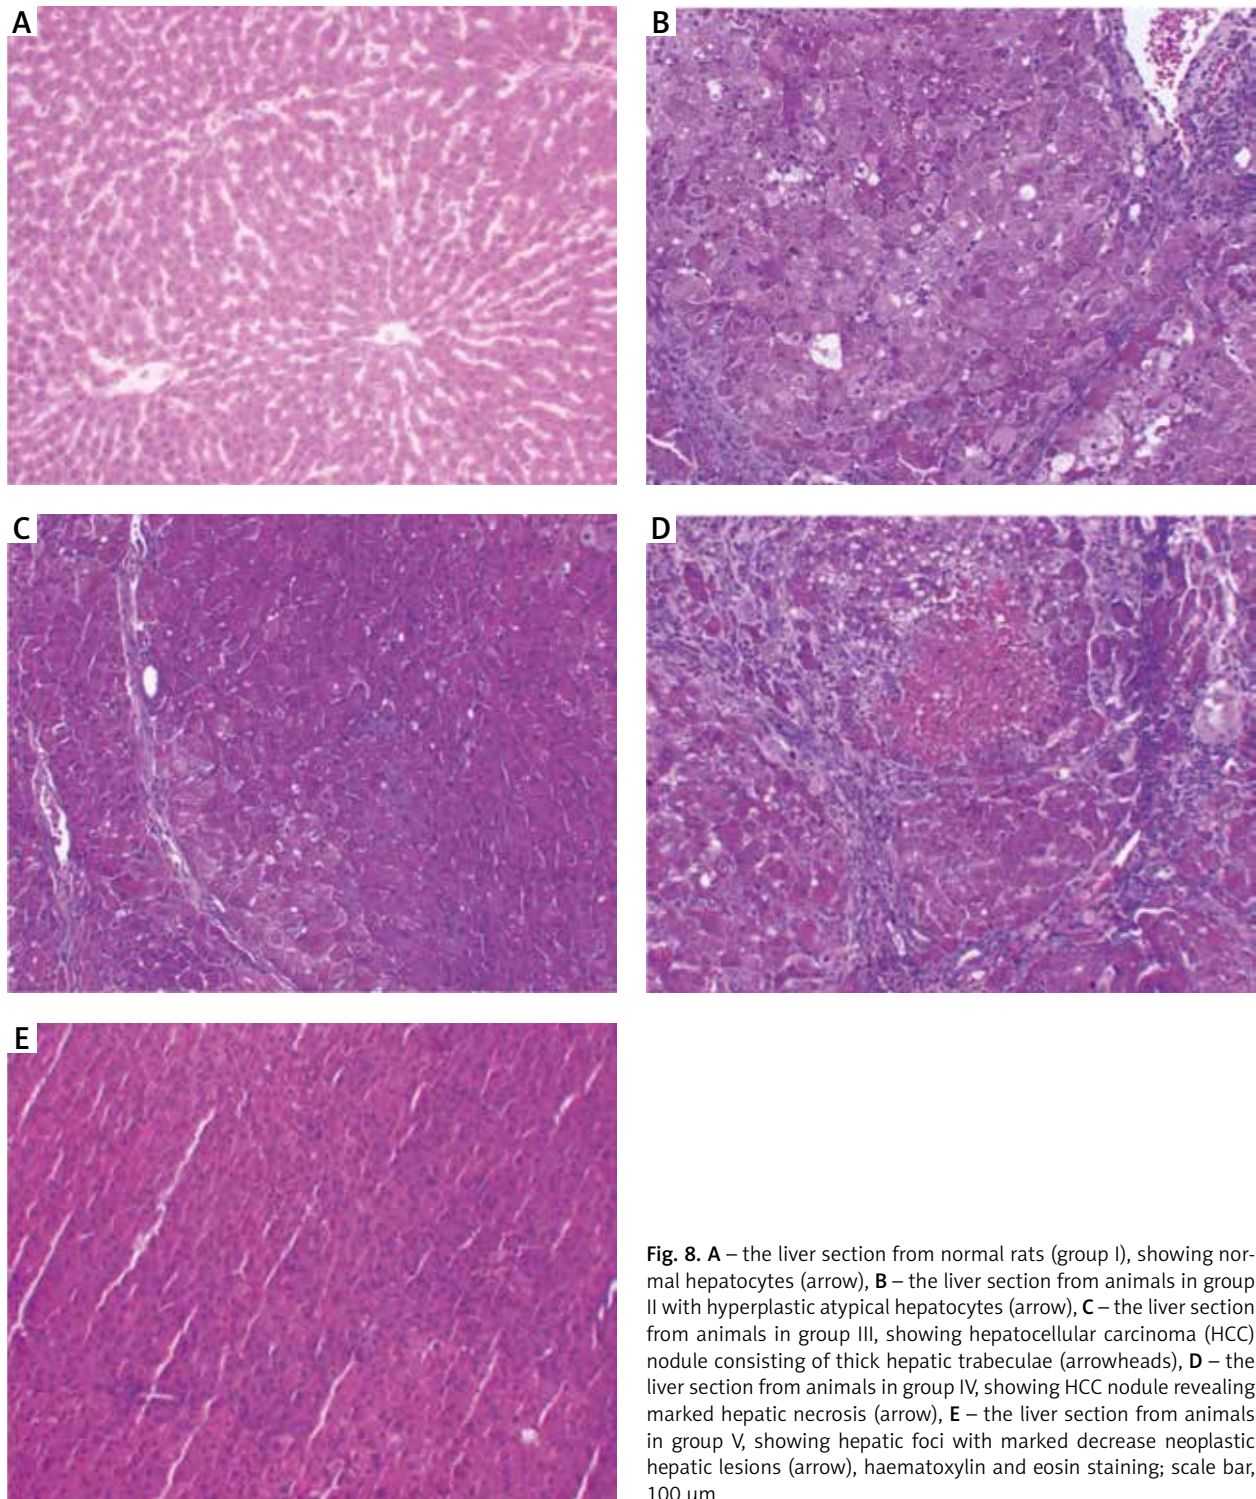 A
B
C
D
E
Fig. 8. A – the liver section from normal rats (group I), showing nor-
mal hepatocytes (arrow), B – the liver section from animals in group
II with hyperplastic atypical hepatocytes (arrow), C – the liver section
from animals in group III, showing hepatocellular carcinoma (HCC)
nodule consisting of thick hepatic trabeculae (arrowheads), D – the
liver section from animals in group IV, showing HCC nodule revealing
marked hepatic necrosis (arrow), E – the liver section from animals
in group V, showing hepatic foci with marked decrease neoplastic
hepatic lesions (arrow), haematoxylin and eosin staining; scale bar,
100 µm